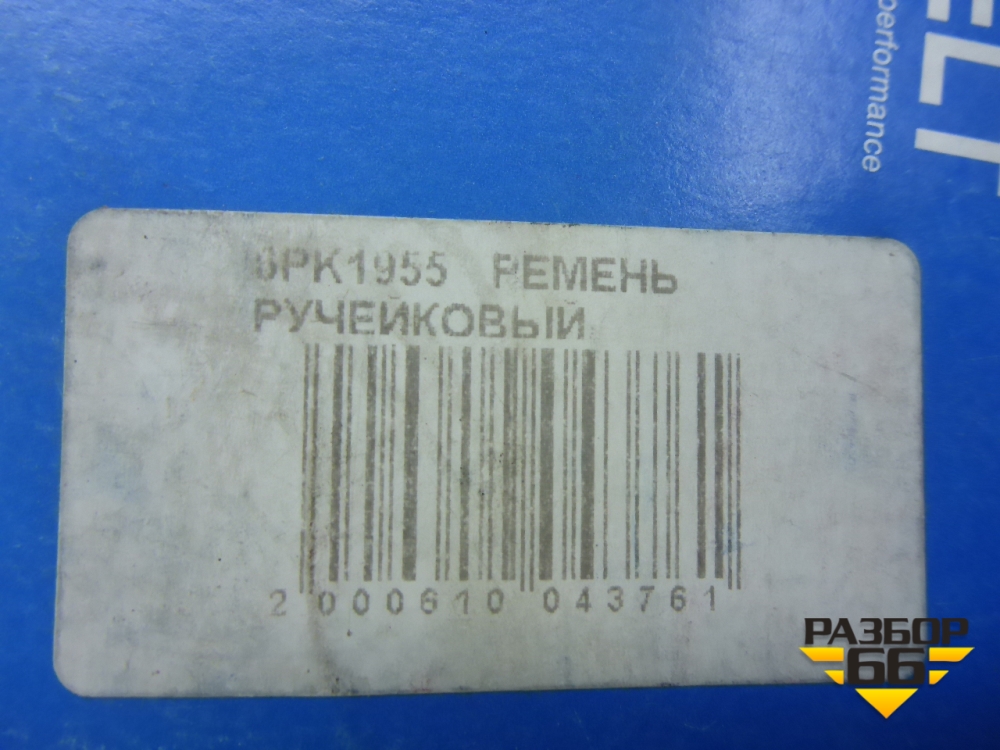 performance
6PK1955 РЕМЕНЬ
РУЧЕЙКОВЫЙ
2 000610 043761
РАЗБОР
66